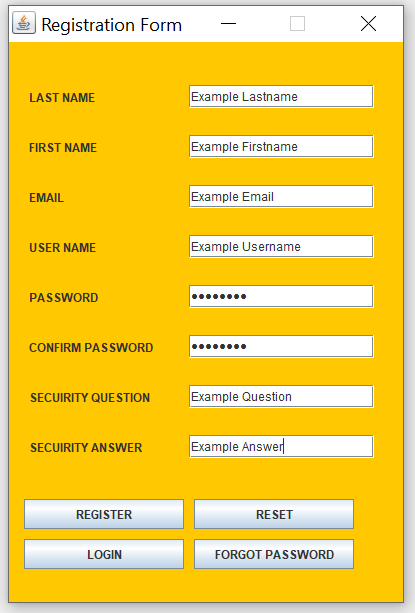 Registration Form
LAST NAME Example Lastname
FIRST NAME Example Firstname
EMAIL Example Email
USER NAME Example Username
PASSWORD ●●●●●●●●
CONFIRM PASSWORD ●●●●●●●●
SECUIRITY QUESTION Example Question
SECUIRITY ANSWER Example Answer
REGISTER RESET
LOGIN FORGOT PASSWORD